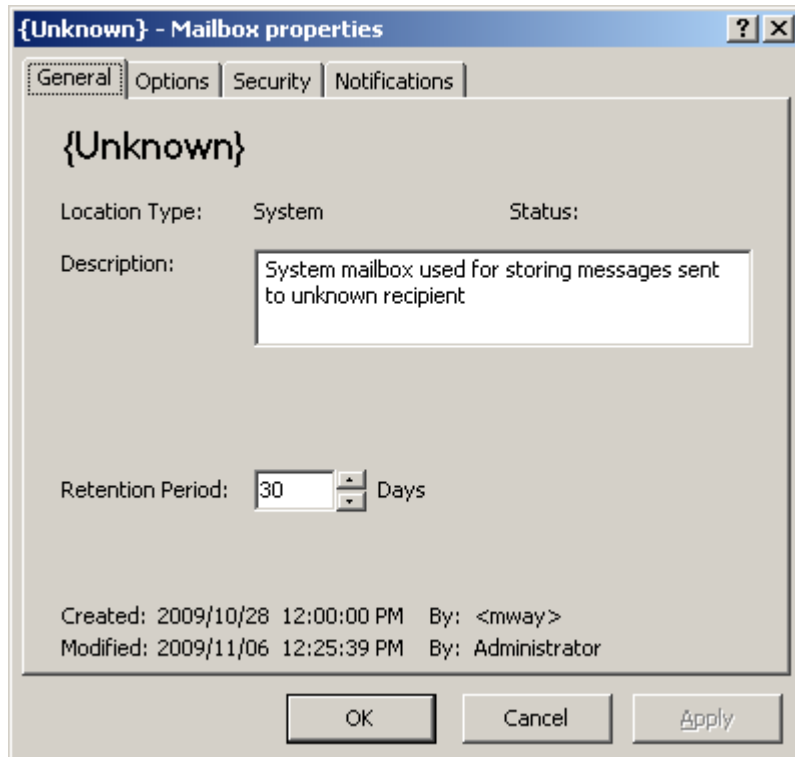 {Unknown} - Mailbox properties
General Options Security Notifications
{Unknown}
Location Type: System Status:
Description: System mailbox used for storing messages sent
to unknown recipient
Retention Period: 30 Days
Created: 2009/10/28 12:00:00 PM By: <mway>
Modified: 2009/11/06 12:25:39 PM By: Administrator
OK Cancel Apply